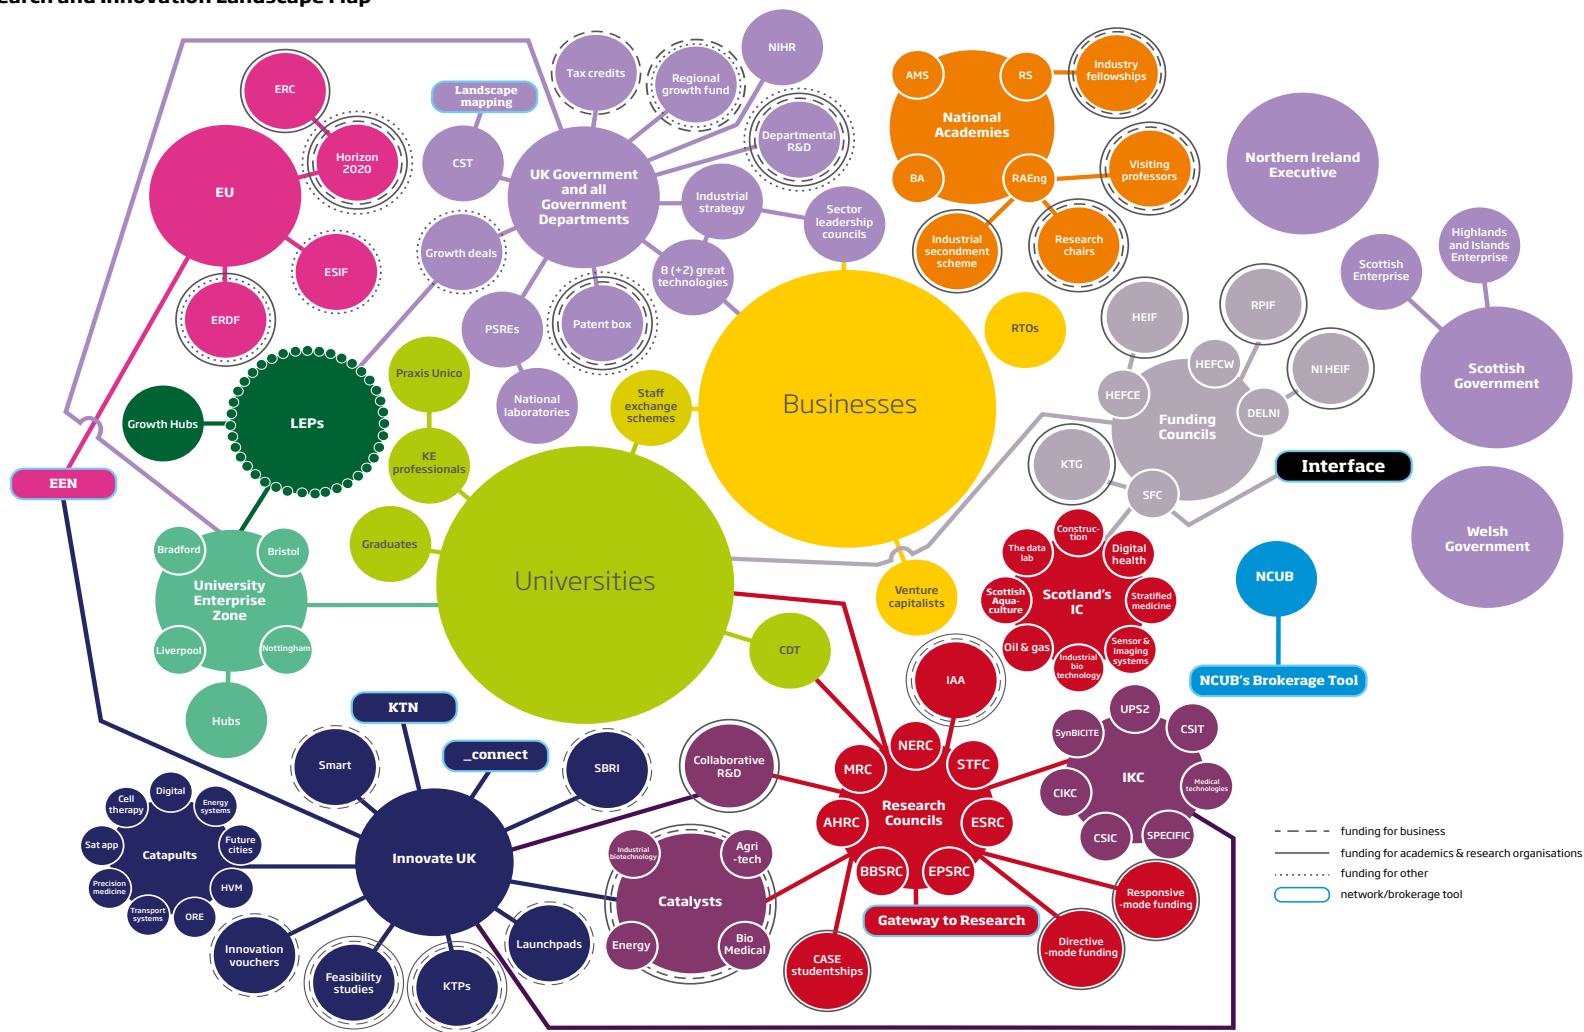 earch and Innovation Landscape Map
ERC
Horizon
2020
EU
ESIF
ERDF
EEN
Landscape
mapping
CST
Tax credits
Regional
growth fund
NIHR
Departmental
R&D
UK Government
and all
Government
Departments
Industrial
strategy
Sector
leadership
councils
Growth deals
8 (+2) great
technologies
PSREs
Patent box
National
laboratories
AMS
RS
National
Academies
BA
RAEng
Industry
fellowships
Visiting
professors
Industrial
secondment
scheme
Research
chairs
Northern Ireland
Executive
Scottish
Enterprise
Highlands
and Islands
Enterprise
Scottish
Government
Welsh
Government
RTOs
HEIF
RPIF
NI HEIF
HEFCW
HEFCE
DELNI
Funding
Councils
KTG
SFC
Interface
Growth Hubs
LEPs
Praxis Unico
KE
professionals
Staff
exchange
schemes
Businesses
Graduates
Universities
Venture
capitalists
CDT
Bradford
Bristol
University
Enterprise
Zone
Liverpool
Nottingham
Hubs
Construc-
tion
The data
lab
Digital
health
Scottish
Aqua-
culture
Scotland's
IC
Stratified
medicine
Oil & gas
Industrial
bio
technology
Sensor &
Imaging
systems
NCUB
NCUB's Brokerage Tool
KTN
_connect
Smart
SBRI
Collaborative
R&D
IAA
NERC
MRC
STFC
Research
Councils
AHRC
ESRC
BBSRC
EPSRC
Gateway to Research
UPS2
SynBICITE
CSIT
IKC
CIKC
Medical
technologies
CSIC
SPECIFIC
Cell
therapy
Digital
Energy
systems
Sat app
Catapults
Future
cities
Precision
medicine
HVM
Transport
systems
ORE
Innovate UK
Industrial
biotechnology
Agri
-tech
Catalysts
Energy
Bio
Medical
Innovation
vouchers
Feasibility
studies
KTPs
Launchpads
CASE
studentships
Directive
-mode funding
Responsive
-mode funding
funding for business
funding for academics & research organisations
funding for other
network/brokerage tool